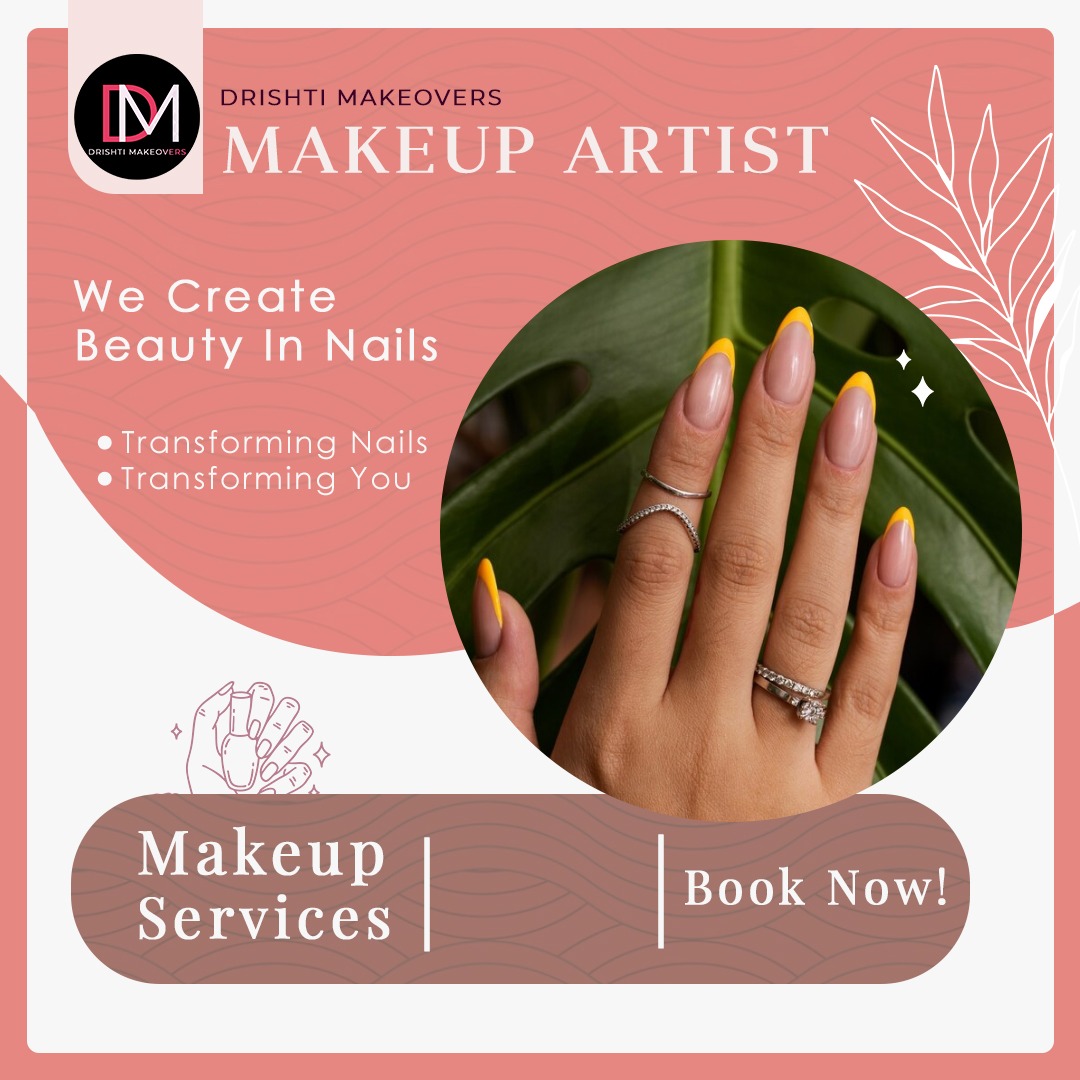 DM
DRISHTI MAKEOVERS
DRISHTI MAKEOVERS
MAKEUP ARTIST
We Create
Beauty In Nails
Transforming Nails
Transforming You
Makeup
Services
Book Now!